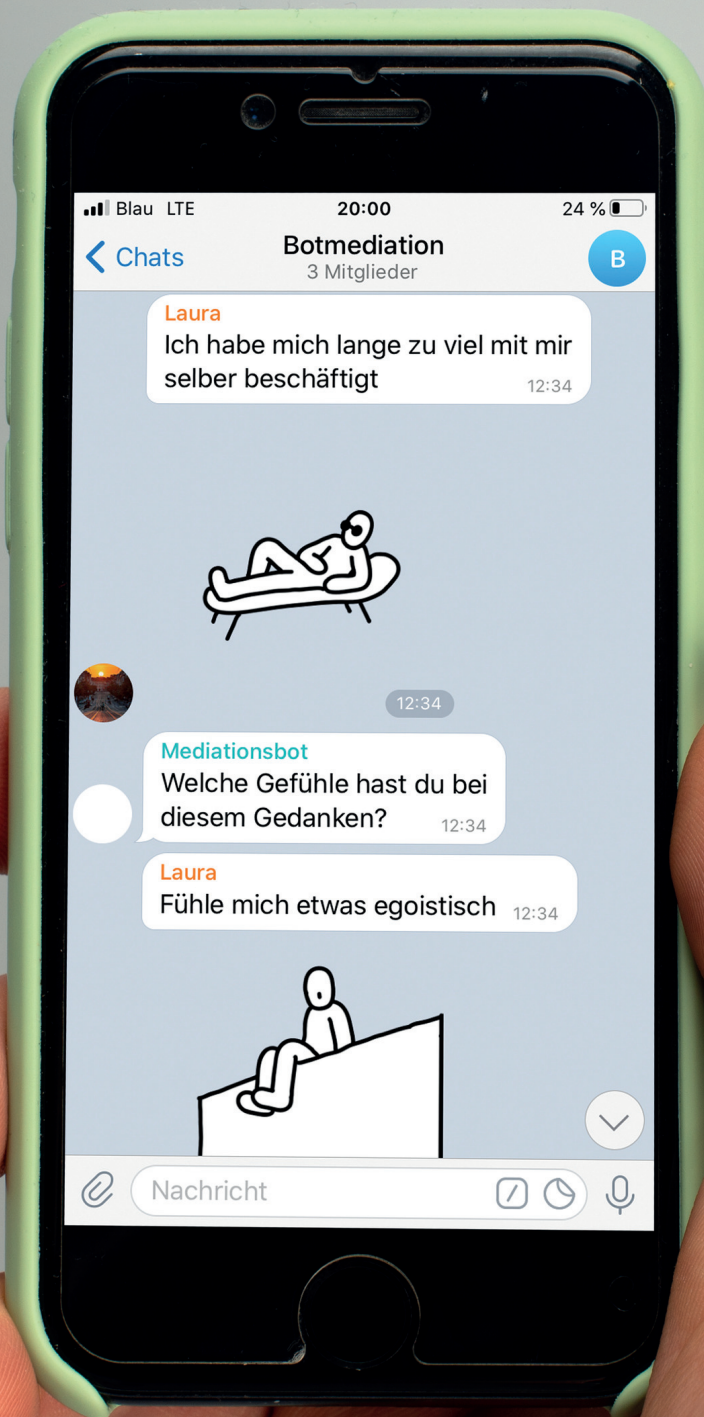 Blau LTE 20:00 24 %
Chats Botmediation B
3 Mitglieder
Laura
Ich habe mich lange zu viel mit mir
selber beschäftigt 12:34
12:34
Mediationsbot
Welche Gefühle hast du bei
diesem Gedanken? 12:34
Laura
Fühle mich etwas egoistisch 12:34
Nachricht